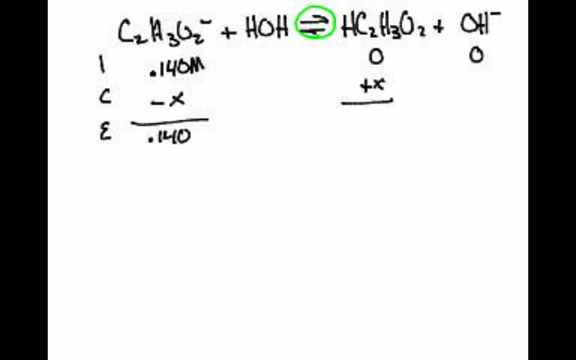 C₂H₃O₂⁻ + HOH ⇌ HC₂H₃O₂ + OH⁻
I .140M 0 0
C -x +x
E .140